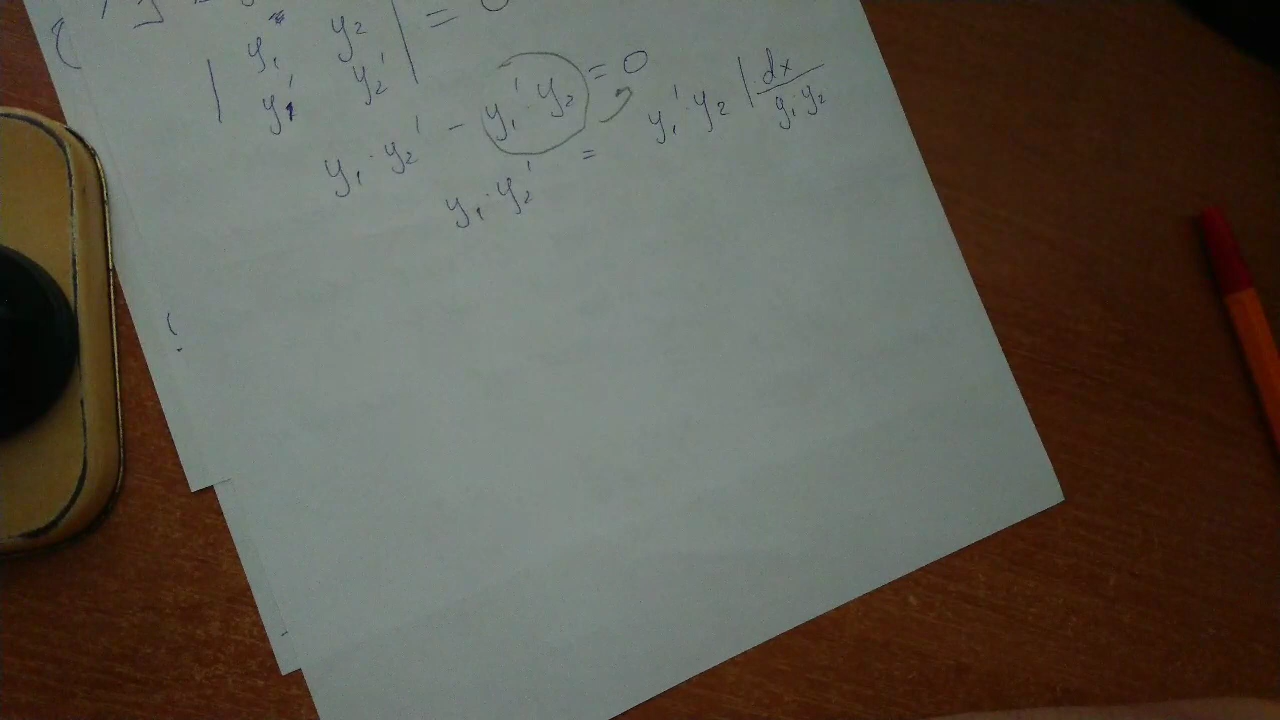 | y₁ y₂ | = 0
| y₁' y₂' |
y₁ · y₂' - y₁' · y₂ = 0
y₁ · y₂' = y₁' · y₂ | dx / y₁ y₂